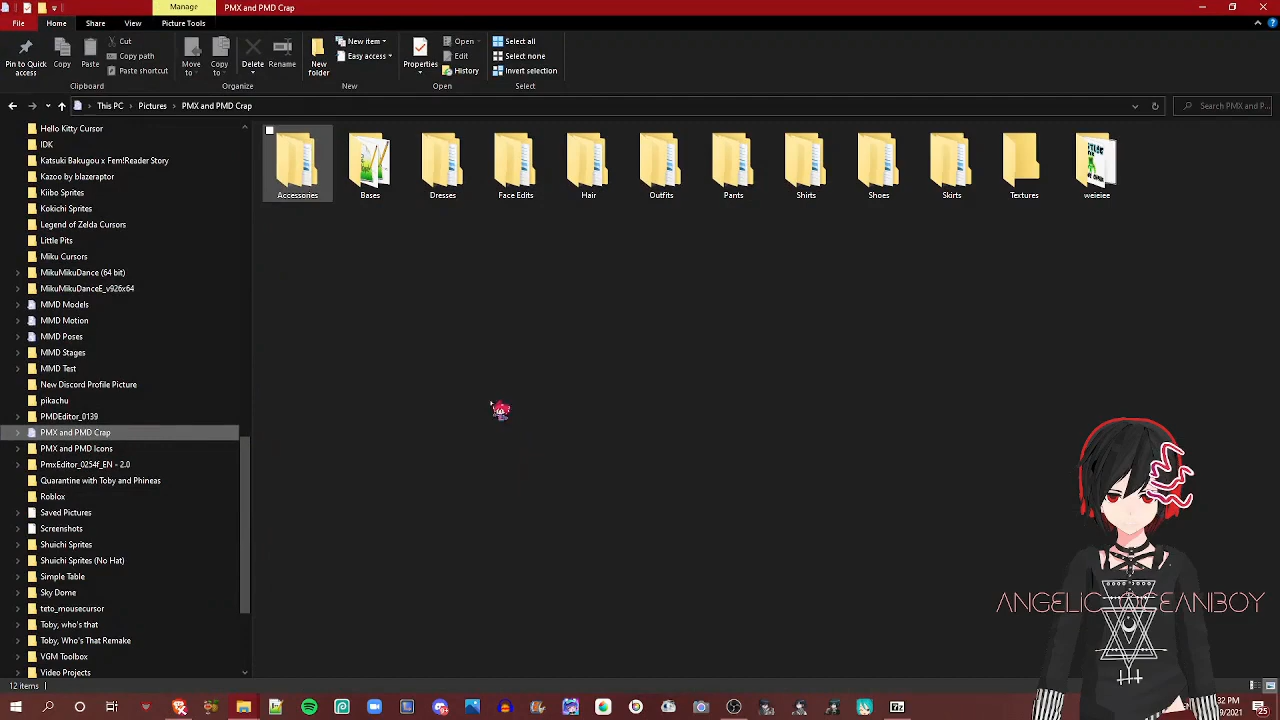 Manage
PMX and PMD Crap
File
Home
Share
View
Picture Tools
Pin to Quick access
Copy
Paste
Cut
Copy path
Paste shortcut
Clipboard
Move to
Copy to
Delete
Rename
Organize
New folder
New item
Easy access
New
Properties
Open
Edit
History
Open
Select all
Select none
Invert selection
Select
This PC > Pictures > PMX and PMD Crap
Search PMX and P...
Hello Kitty Cursor
IDK
Katsuki Bakugou x Fem!Reader Story
Kazoo by blazeraptor
Kiibo Sprites
Kokichi Sprites
Legend of Zelda Cursors
Little Pits
Miku Cursors
MikuMikuDance (64 bit)
MikuMikuDanceE_v926x64
MMD Models
MMD Motion
MMD Poses
MMD Stages
MMD Test
New Discord Profile Picture
pikachu
PMDEditor_0139
PMX and PMD Crap
PMX and PMD Icons
PmxEditor_0254f_EN - 2.0
Quarantine with Toby and Phineas
Roblox
Saved Pictures
Screenshots
Shuichi Sprites
Shuichi Sprites (No Hat)
Simple Table
Sky Dome
teto_mousecursor
Toby, who's that
Toby, Who's That Remake
VGM Toolbox
Video Projects
Accessories
Bases
Dresses
Face Edits
Hair
Outfits
Pants
Shirts
Shoes
Skirts
Textures
weieiee
ANGELIC OCEANIBOY
12 items
:32 PM
/9/2021